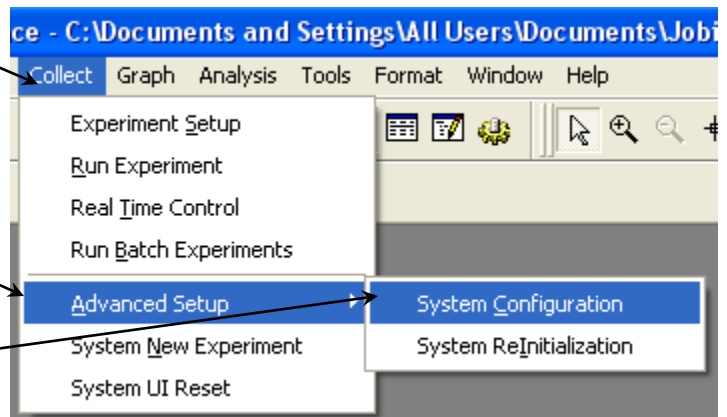 ce - C:\Documents and Settings\All Users\Documents\Jobi
Collect Graph Analysis Tools Format Window Help
Experiment Setup
Run Experiment
Real Time Control
Run Batch Experiments
Advanced Setup
System Configuration
System New Experiment
System ReInitialization
System UI Reset